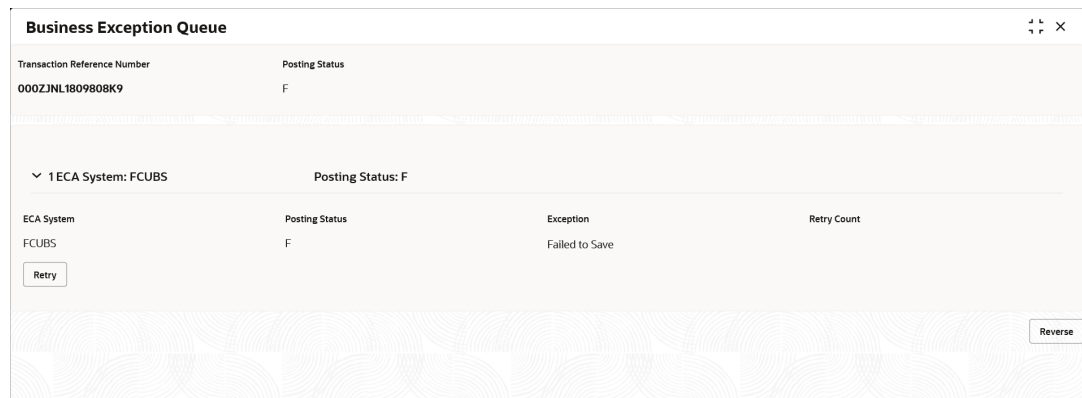 Business Exception Queue
Transaction Reference Number Posting Status
000ZJNL1809808K9 F
1 ECA System: FCUBS Posting Status: F
ECA System Posting Status Exception Retry Count
FCUBS F Failed to Save
Retry
Reverse